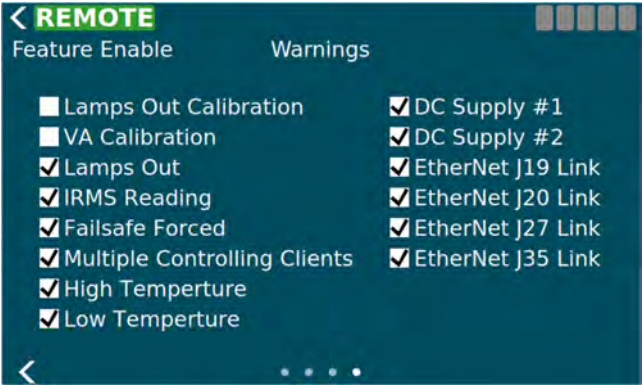 REMOTE
Feature Enable Warnings
Lamps Out Calibration
VA Calibration
Lamps Out
IRMS Reading
Failsafe Forced
Multiple Controlling Clients
High Temperture
Low Temperture
DC Supply #1
DC Supply #2
EtherNet J19 Link
EtherNet J20 Link
EtherNet J27 Link
EtherNet J35 Link